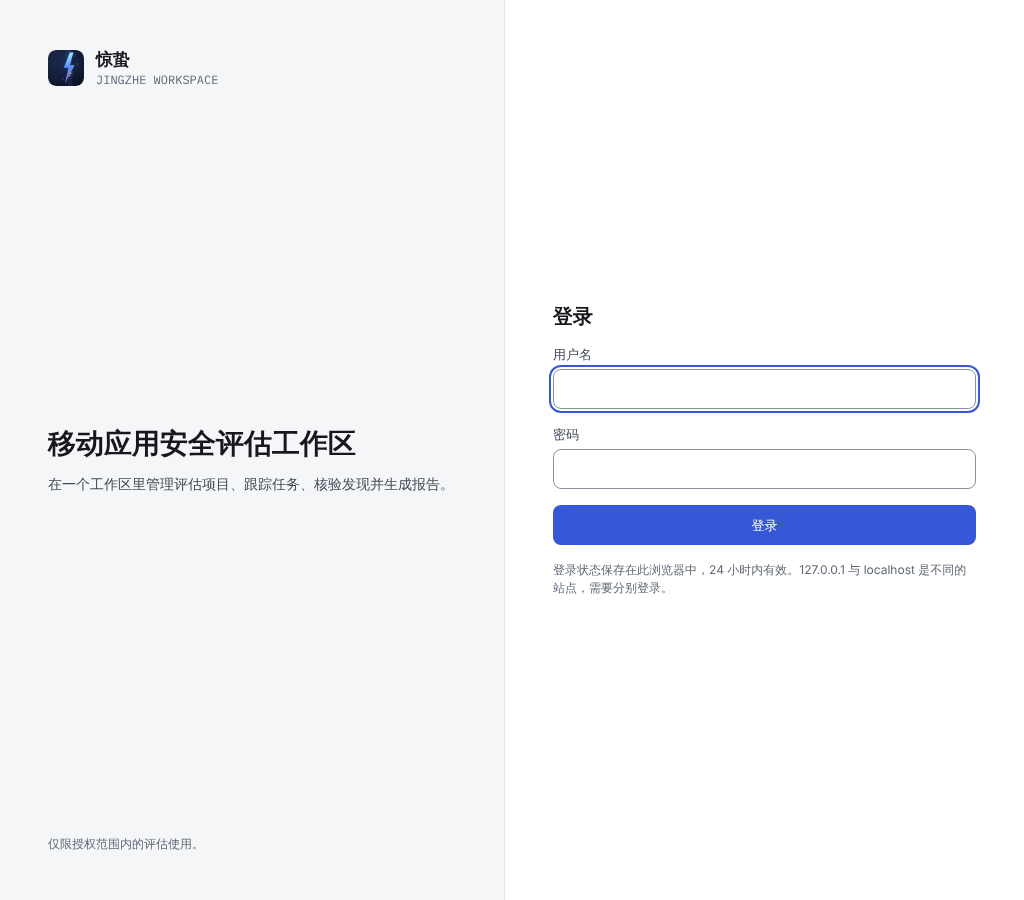 惊蛰
JINGZHE WORKSPACE
移动应用安全评估工作区
在一个工作区里管理评估项目、跟踪任务、核验发现并生成报告。
仅限授权范围内的评估使用。
登录
用户名
密码
登录
登录状态保存在此浏览器中，24 小时内有效。127.0.0.1 与 localhost 是不同的
站点，需要分别登录。